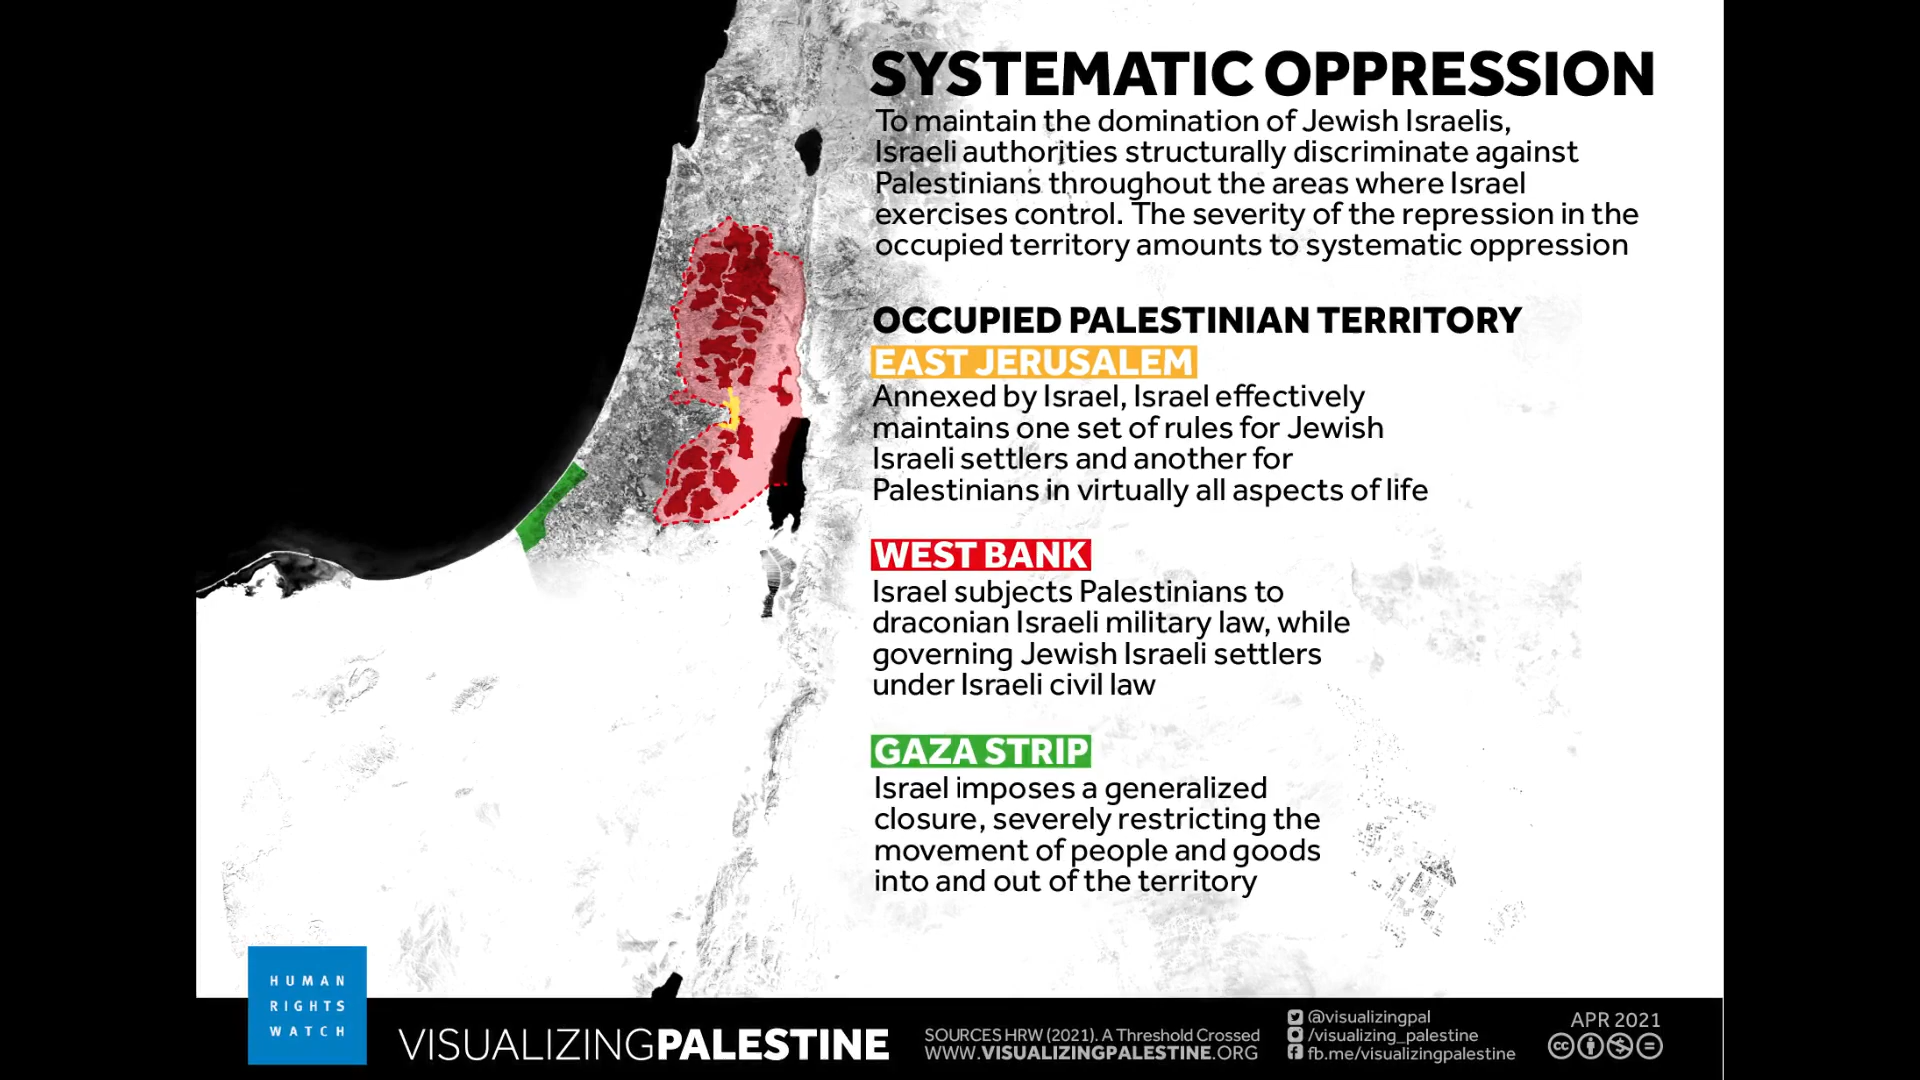 SYSTEMATIC OPPRESSION
To maintain the domination of Jewish Israelis,
Israeli authorities structurally discriminate against
Palestinians throughout the areas where Israel
exercises control. The severity of the repression in the
occupied territory amounts to systematic oppression
OCCUPIED PALESTINIAN TERRITORY
EAST JERUSALEM
Annexed by Israel, Israel effectively
maintains one set of rules for Jewish
Israeli settlers and another for
Palestinians in virtually all aspects of life
WEST BANK
Israel subjects Palestinians to
draconian Israeli military law, while
governing Jewish Israeli settlers
under Israeli civil law
GAZA STRIP
Israel imposes a generalized
closure, severely restricting the
movement of people and goods
into and out of the territory
HUMAN
RIGHTS
WATCH
VISUALIZINGPALESTINE
SOURCES HRW (2021). A Threshold Crossed
WWW.VISUALIZINGPALESTINE.ORG
@visualizingpal
/visualizing_palestine
fb.me/visualizingpalestine
APR 2021
cc